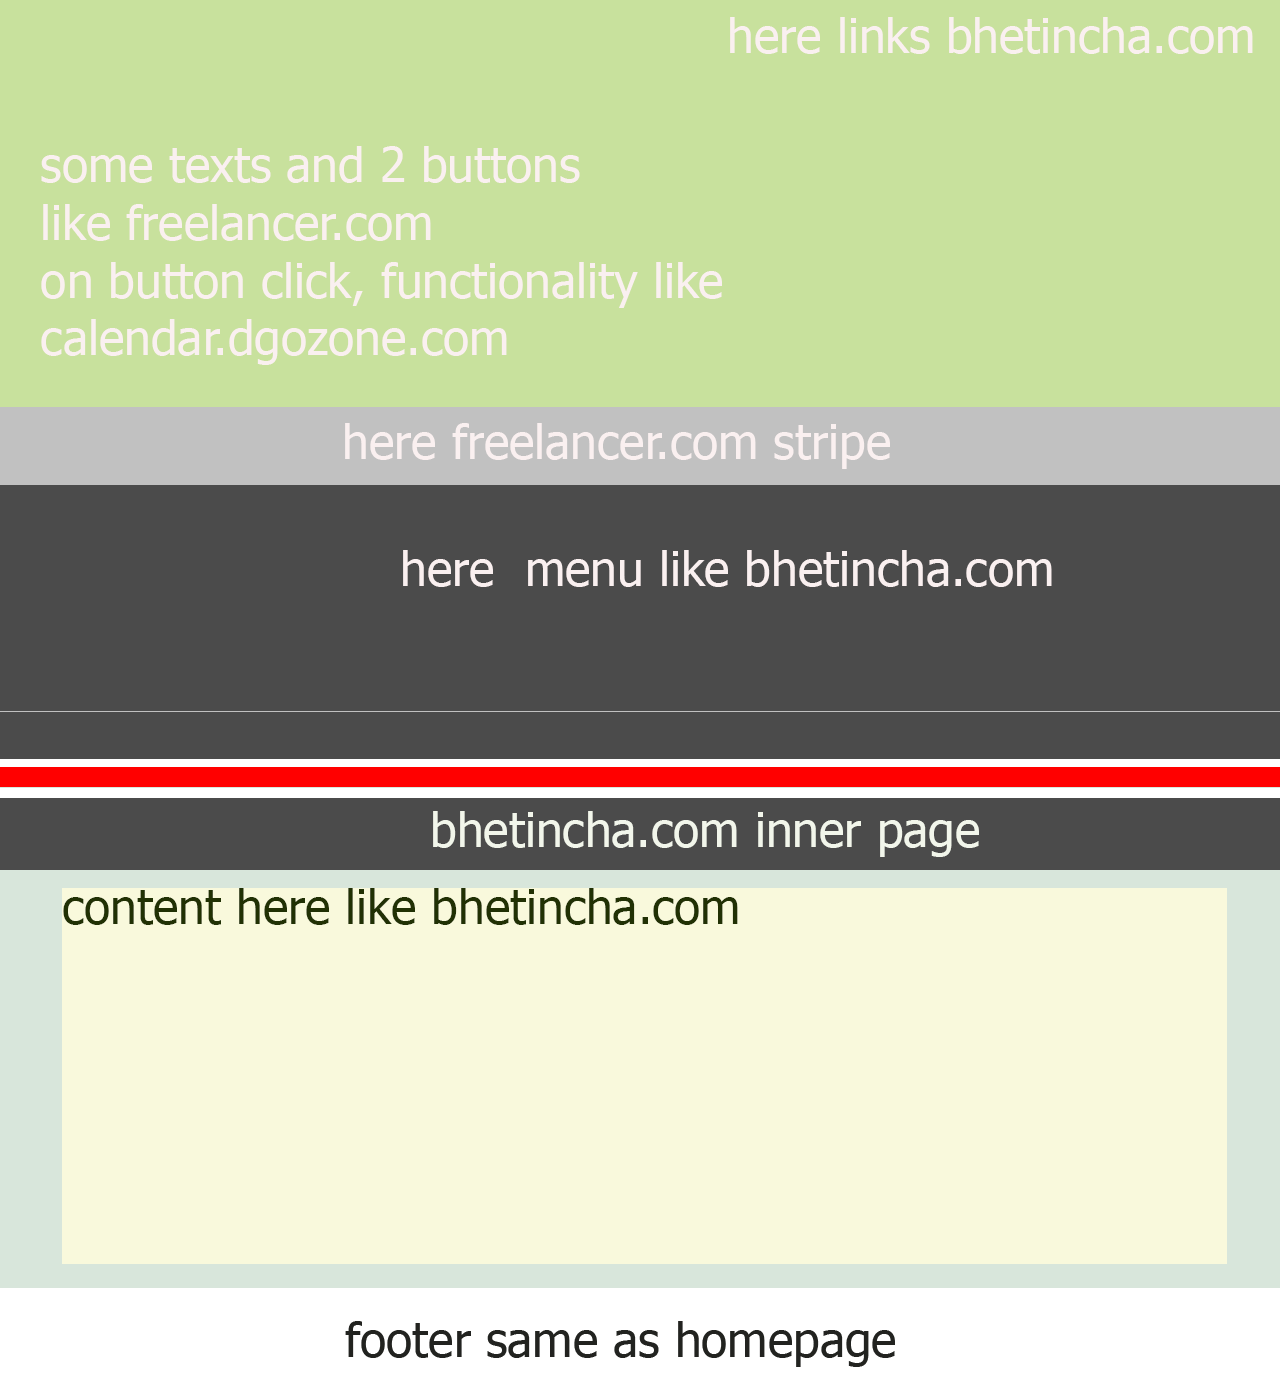 here links bhetincha.com
some texts and 2 buttons
like freelancer.com
on button click, functionality like
calendar.dgozone.com
here freelancer.com stripe
here  menu like bhetincha.com
bhetincha.com inner page
content here like bhetincha.com
footer same as homepage